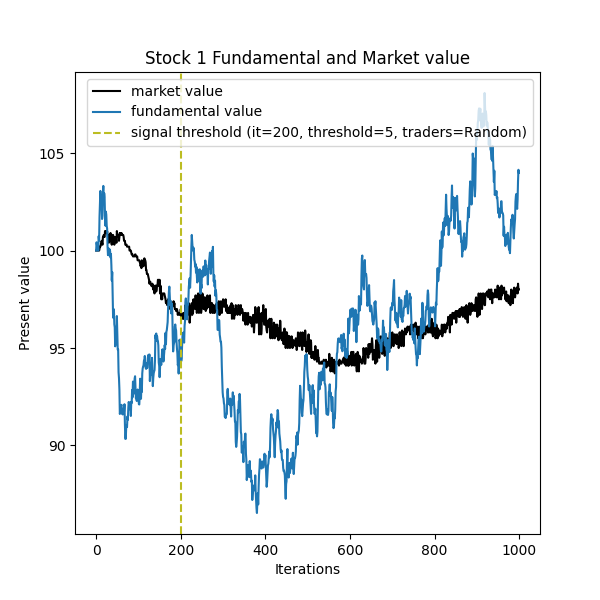 Stock 1 Fundamental and Market value
market value
fundamental value
signal threshold (it=200, threshold=5, traders=Random)
105
100
95
90
Present value
0 200 400 600 800 1000
Iterations